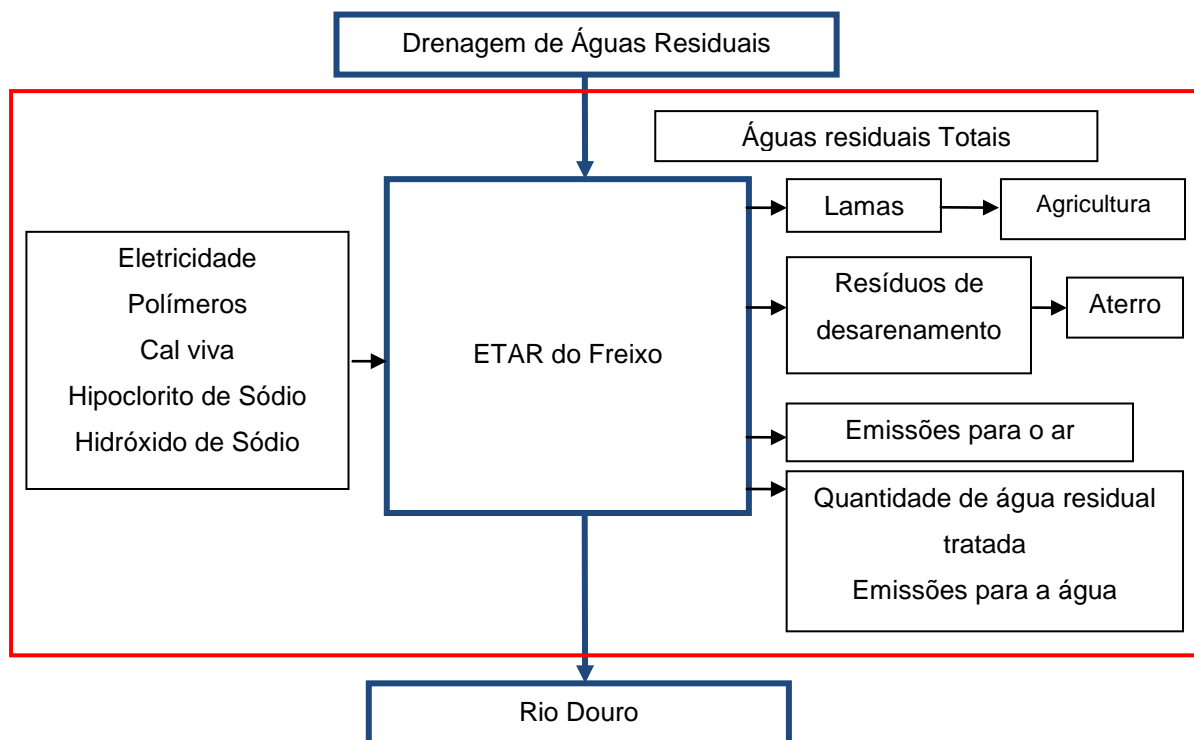 Drenagem de Águas Residuais
Águas residuais Totais
Eletricidade
Polímeros
Cal viva
Hipoclorito de Sódio
Hidróxido de Sódio
ETAR do Freixo
Lamas
Agricultura
Resíduos de
desarenamento
Aterro
Emissões para o ar
Quantidade de água residual
tratada
Emissões para a água
Rio Douro